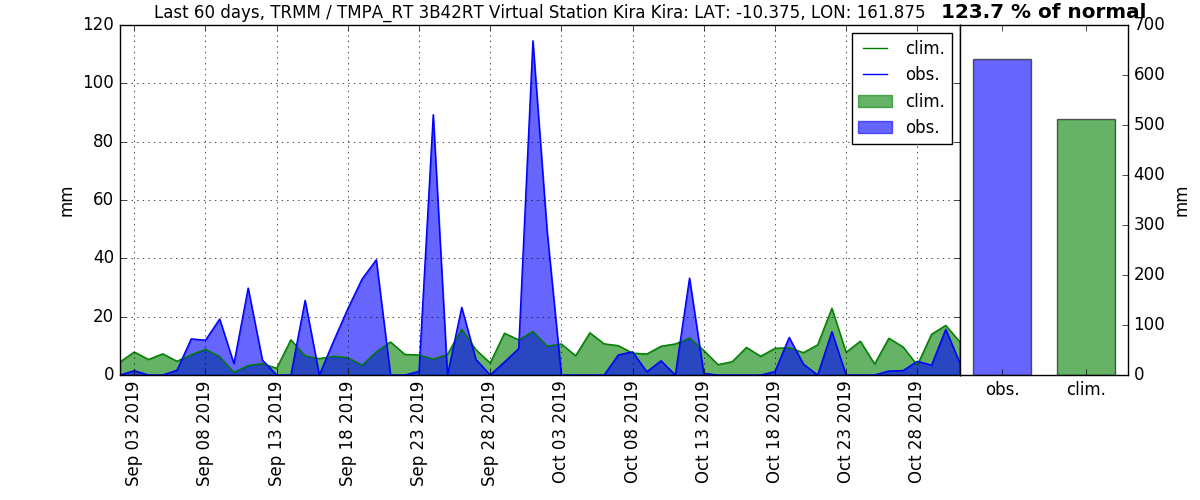 Last 60 days, TRMM / TMPA_RT 3B42RT Virtual Station Kira Kira: LAT: -10.375, LON: 161.875 123.7 % of normal
120
100
80
60
40
20
0
mm
clim.
obs.
clim.
obs.
Sep 03 2019
Sep 08 2019
Sep 13 2019
Sep 18 2019
Sep 23 2019
Sep 28 2019
Oct 03 2019
Oct 08 2019
Oct 13 2019
Oct 18 2019
Oct 23 2019
Oct 28 2019
700
600
500
400
300
200
100
0
mm
obs. clim.